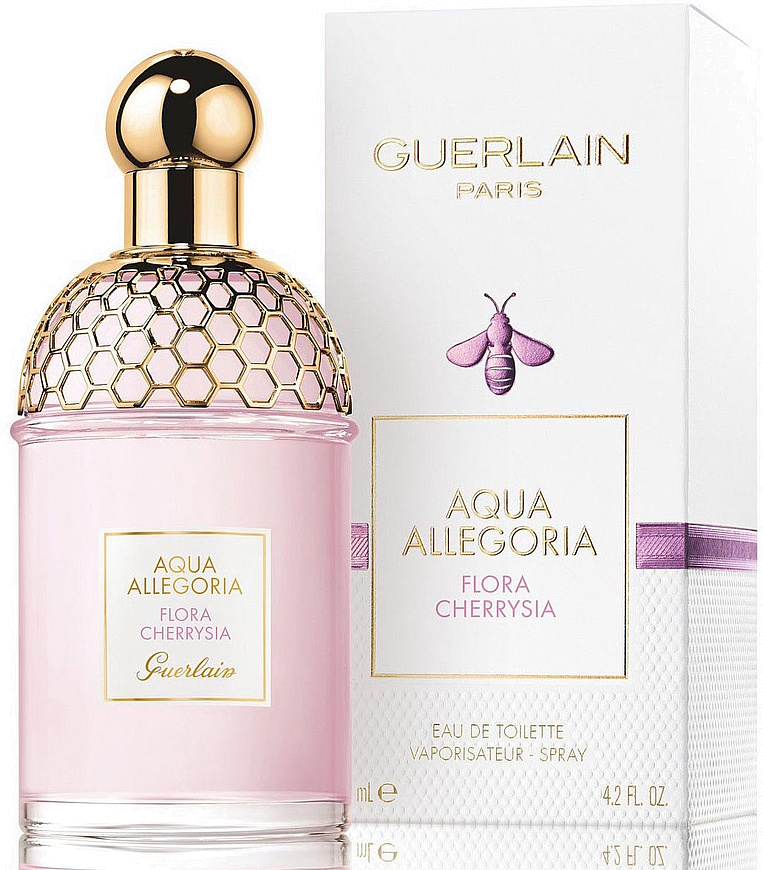 GUERLAIN
PARIS
AQUA
ALLEGORIA
FLORA
CHERRYSIA
EAU DE TOILETTE
VAPORISATEUR - SPRAY
mL e 4.2 FL. OZ.
AQUA
ALLEGORIA
FLORA
CHERRYSIA
Guerlain